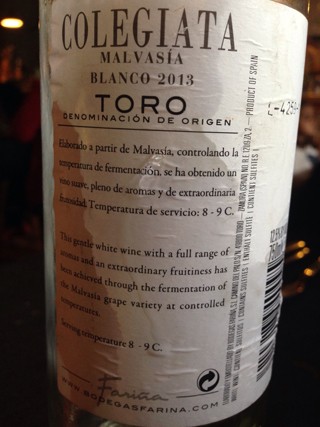 COLEGIATA
MALVASÍA
BLANCO 2013
TORO
DENOMINACIÓN DE ORIGEN
Elaborado a partir de Malvasía, controlando la
temperatura de fermentación, se ha obtenido un
vino suave, pleno de aromas y de extraordinaria
frutuosidad. Temperatura de servicio: 8 - 9 C.
This gentle white wine with a full range of
aromas and an extraordinary fruitiness has
been achieved through the fermentation of
the Malvasía grape variety at controlled
temperatures.
Serving temperature 8 - 9 C.
Fariña
WWW.BODEGASFARINA.COM
PRODUCT OF SPAIN